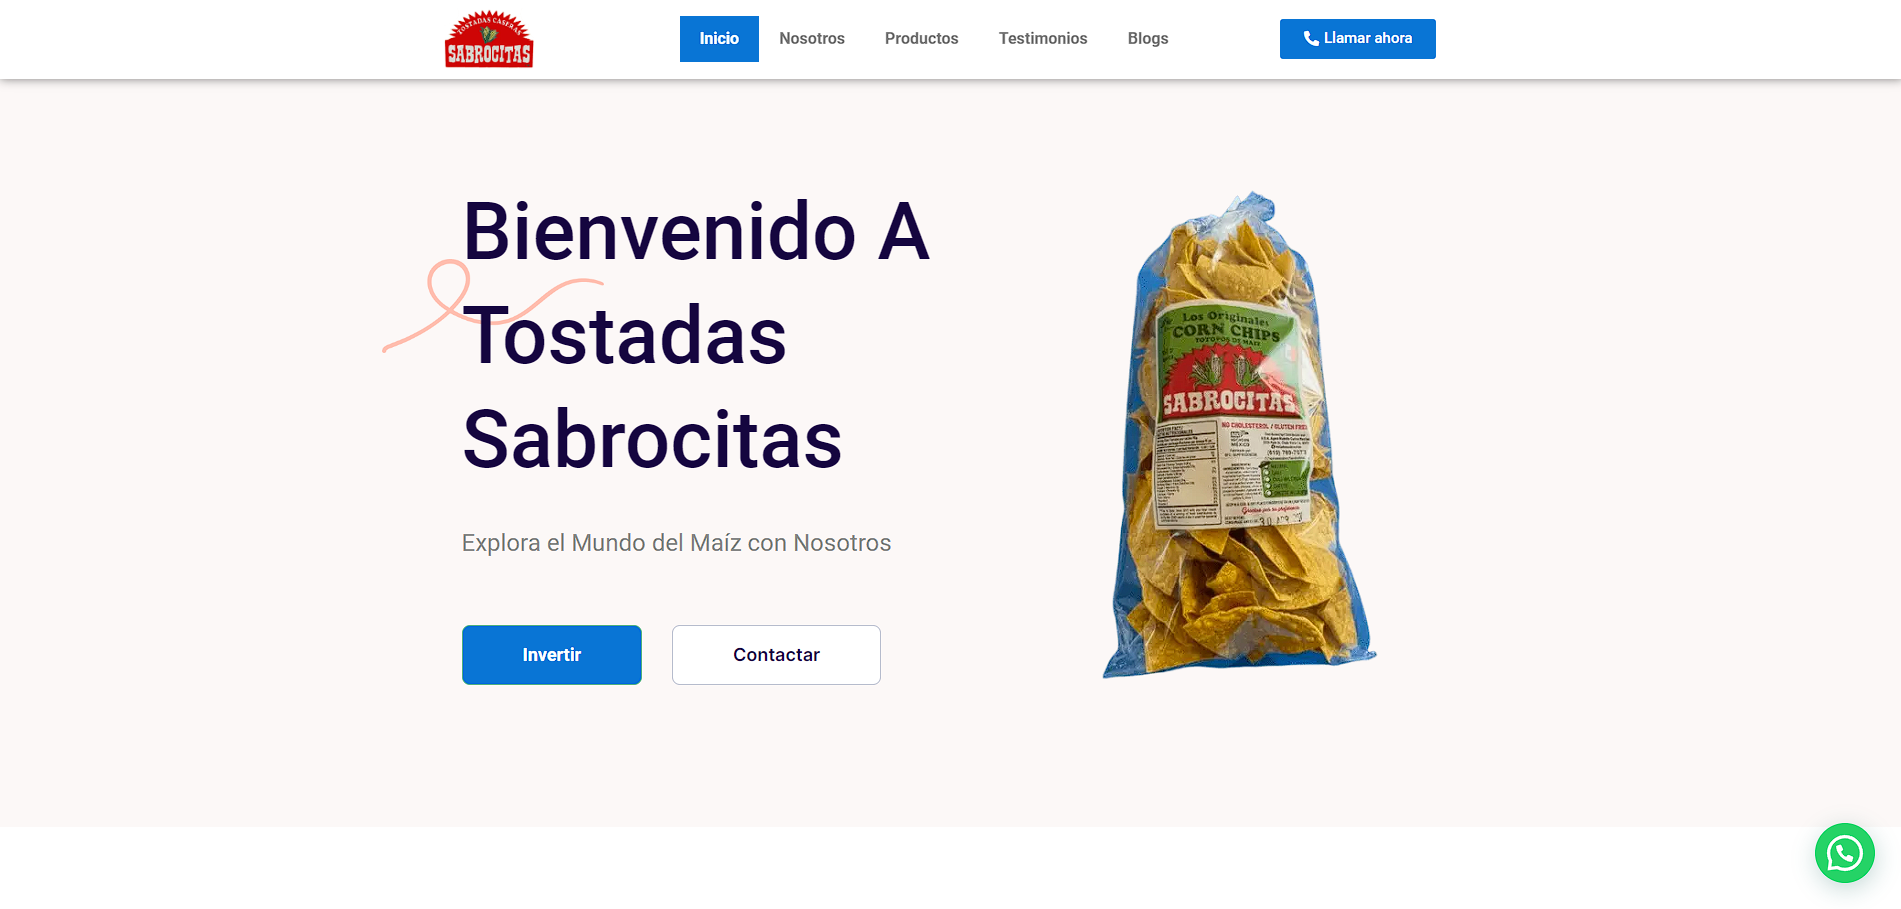 TOSTADAS CASERAS
SABROCITAS
Inicio
Nosotros
Productos
Testimonios
Blogs
Llamar ahora
Bienvenido A
Tostadas
Sabrocitas
Explora el Mundo del Maíz con Nosotros
Invertir
Contactar
Los Originales
CORN CHIPS
TOTOPOS DE MAIZ
SABROCITAS
NO CHOLESTEROL / GLUTEN FREE